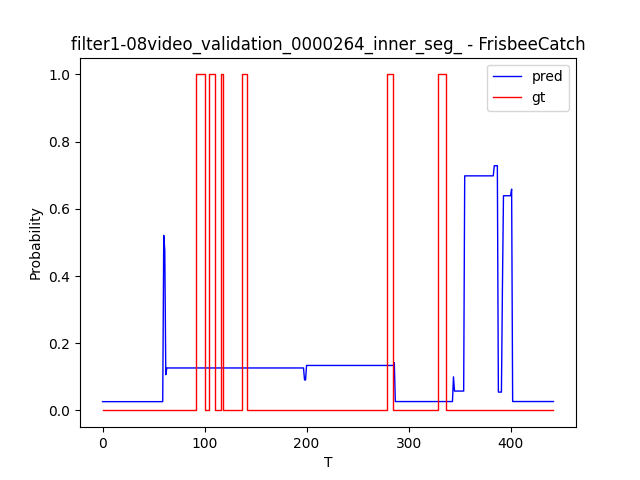 filter1-08video_validation_0000264_inner_seg_ - FrisbeeCatch
pred
gt
1.0
0.8
0.6
0.4
0.2
0.0
Probability
0
100
200
300
400
T